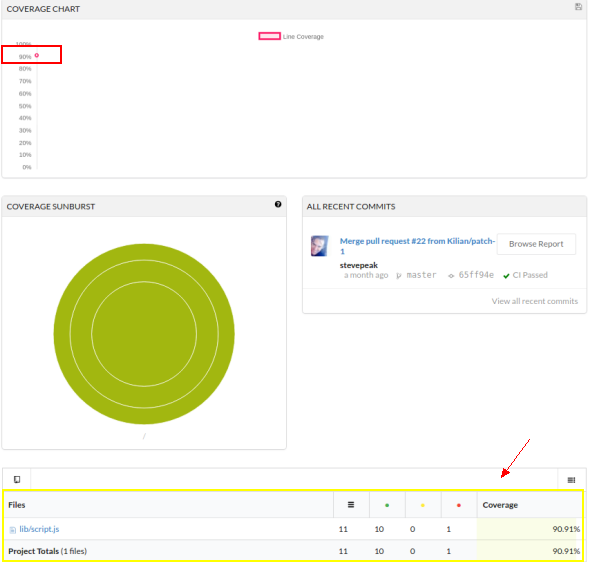 COVERAGE CHART
Line Coverage
100%
90%
80%
70%
60%
50%
40%
30%
20%
10%
0%
COVERAGE SUNBURST
/
ALL RECENT COMMITS
Merge pull request #22 from Kilian/patch-
1
Browse Report
stevepeak
a month ago master 65ff94e CI Passed
View all recent commits
Files Coverage
lib/script.js 11 10 0 1 90.91%
Project Totals (1 files) 11 10 0 1 90.91%